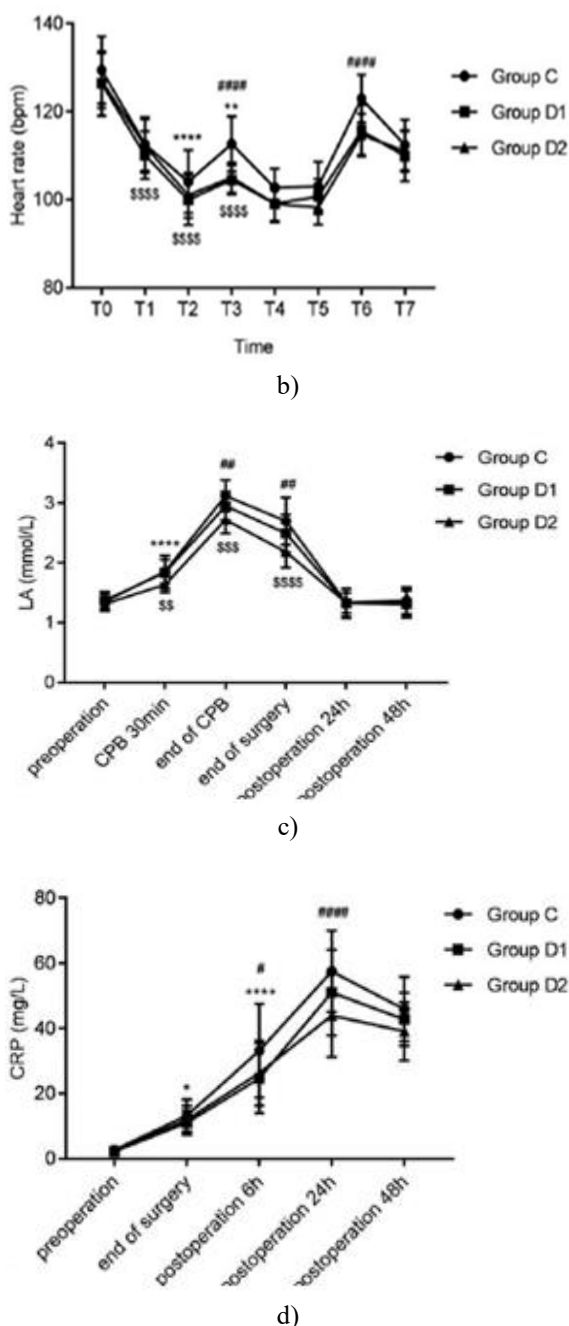 140
120
100
80
Heart rate (bpm)
####
**
####
****
$$$$
$$$$
$$$$
T0 T1 T2 T3 T4 T5 T6 T7
Time
Group C
Group D1
Group D2
b)
4
3
2
1
0
LA (mmol/L)
##
##
****
$$
$$$
$$$$
preoperation
CPB 30min
end of CPB
end of surgery
postoperation 24h
postoperation 48h
Group C
Group D1
Group D2
c)
80
60
40
20
0
CRP (mg/L)
####
#
****
*
preoperation
end of surgery
postoperation 6h
postoperation 24h
postoperation 48h
Group C
Group D1
Group D2
d)